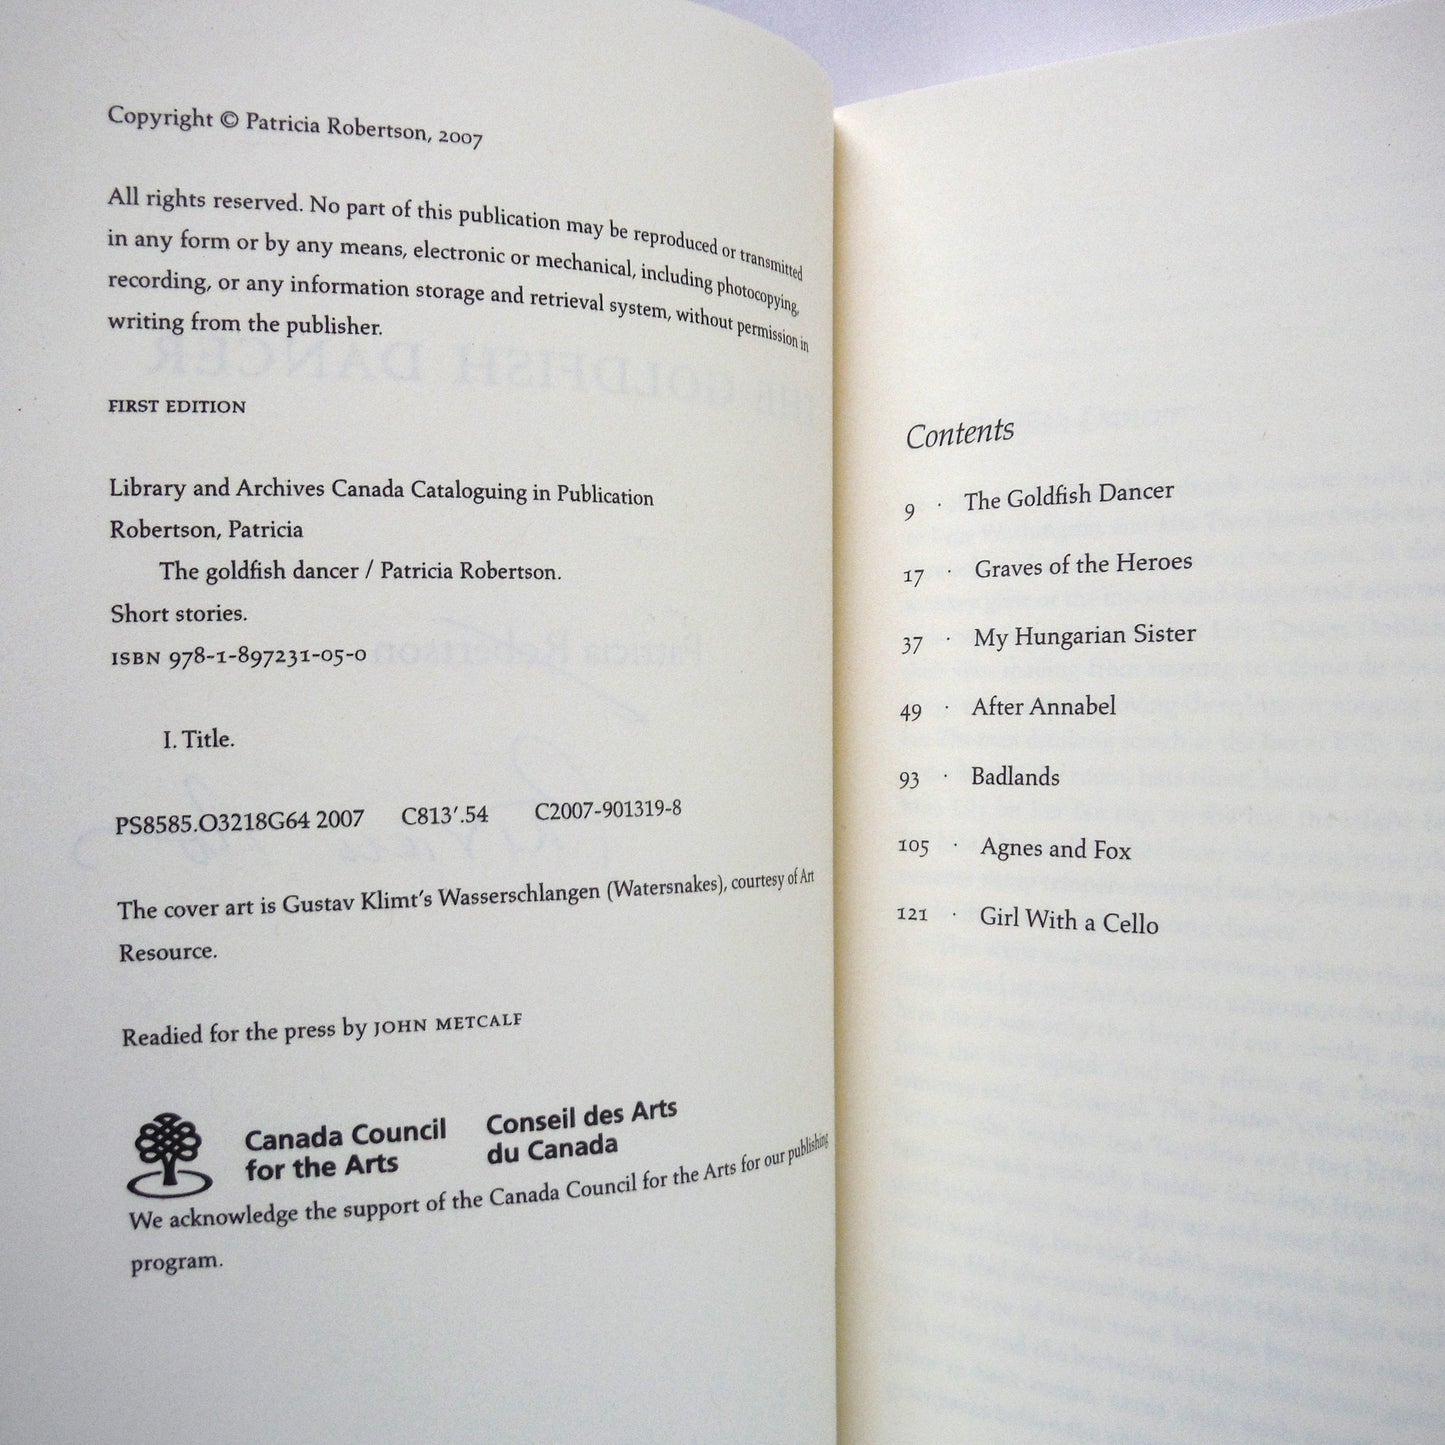 Copyright © Patricia Robertson, 2007
All rights reserved. No part of this publication may be reproduced or transmitted
in any form or by any means, electronic or mechanical, including photocopying,
recording, or any information storage and retrieval system, without permission in
writing from the publisher.
FIRST EDITION
Library and Archives Canada Cataloguing in Publication
Robertson, Patricia
The goldfish dancer / Patricia Robertson.
Short stories.
ISBN 978-1-897231-05-0
I. Title.
PS8585.O3218G64 2007 C813'.54 C2007-901319-8
The cover art is Gustav Klimt's Wasserschlangen (Watersnakes), courtesy of Art
Resource.
Readied for the press by JOHN METCALF
Canada Council
for the Arts
Conseil des Arts
du Canada
We acknowledge the support of the Canada Council for the Arts for our publishing
program.
Contents
9 · The Goldfish Dancer
17 · Graves of the Heroes
37 · My Hungarian Sister
49 · After Annabel
93 · Badlands
105 · Agnes and Fox
121 · Girl With a Cello